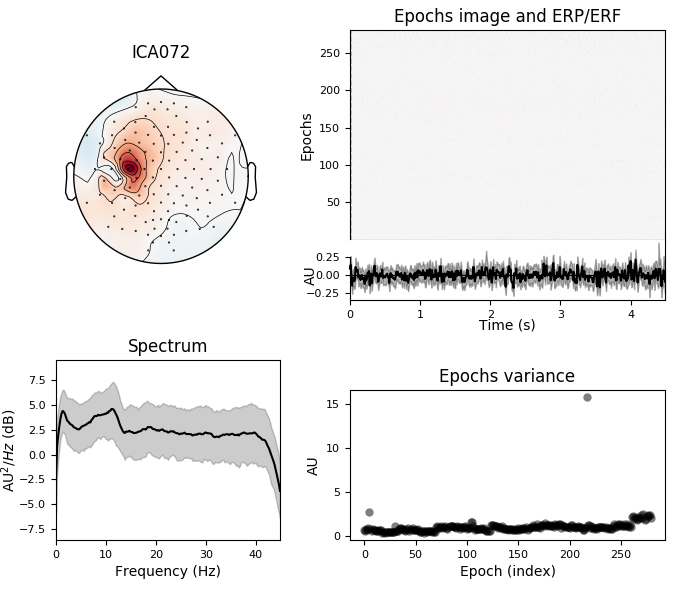 ICA072
Epochs image and ERP/ERF
Epochs
250
200
150
100
50
AU
0.25
0.00
−0.25
0 1 2 3 4
Time (s)
Spectrum
AU²/Hz (dB)
7.5
5.0
2.5
0.0
−2.5
−5.0
−7.5
0 10 20 30 40
Frequency (Hz)
Epochs variance
AU
15
10
5
0
0 50 100 150 200 250
Epoch (index)